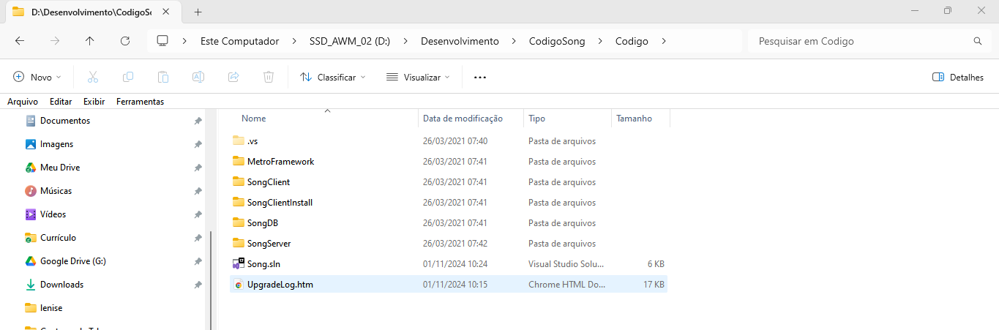 D:\Desenvolvimento\CodigoSo
Este Computador > SSD_AWM_02 (D:) > Desenvolvimento > CodigoSong > Codigo >
Pesquisar em Codigo
Novo
Classificar
Visualizar
Detalhes
Arquivo Editar Exibir Ferramentas
Documentos
Imagens
Meu Drive
Músicas
Vídeos
Currículo
Google Drive (G:)
Downloads
lenise
Nome Data de modificação Tipo Tamanho
.vs 26/03/2021 07:40 Pasta de arquivos
MetroFramework 26/03/2021 07:41 Pasta de arquivos
SongClient 26/03/2021 07:41 Pasta de arquivos
SongClientInstall 26/03/2021 07:41 Pasta de arquivos
SongDB 26/03/2021 07:41 Pasta de arquivos
SongServer 26/03/2021 07:42 Pasta de arquivos
Song.sln 01/11/2024 10:24 Visual Studio Solu... 6 KB
UpgradeLog.htm 01/11/2024 10:15 Chrome HTML Do... 17 KB